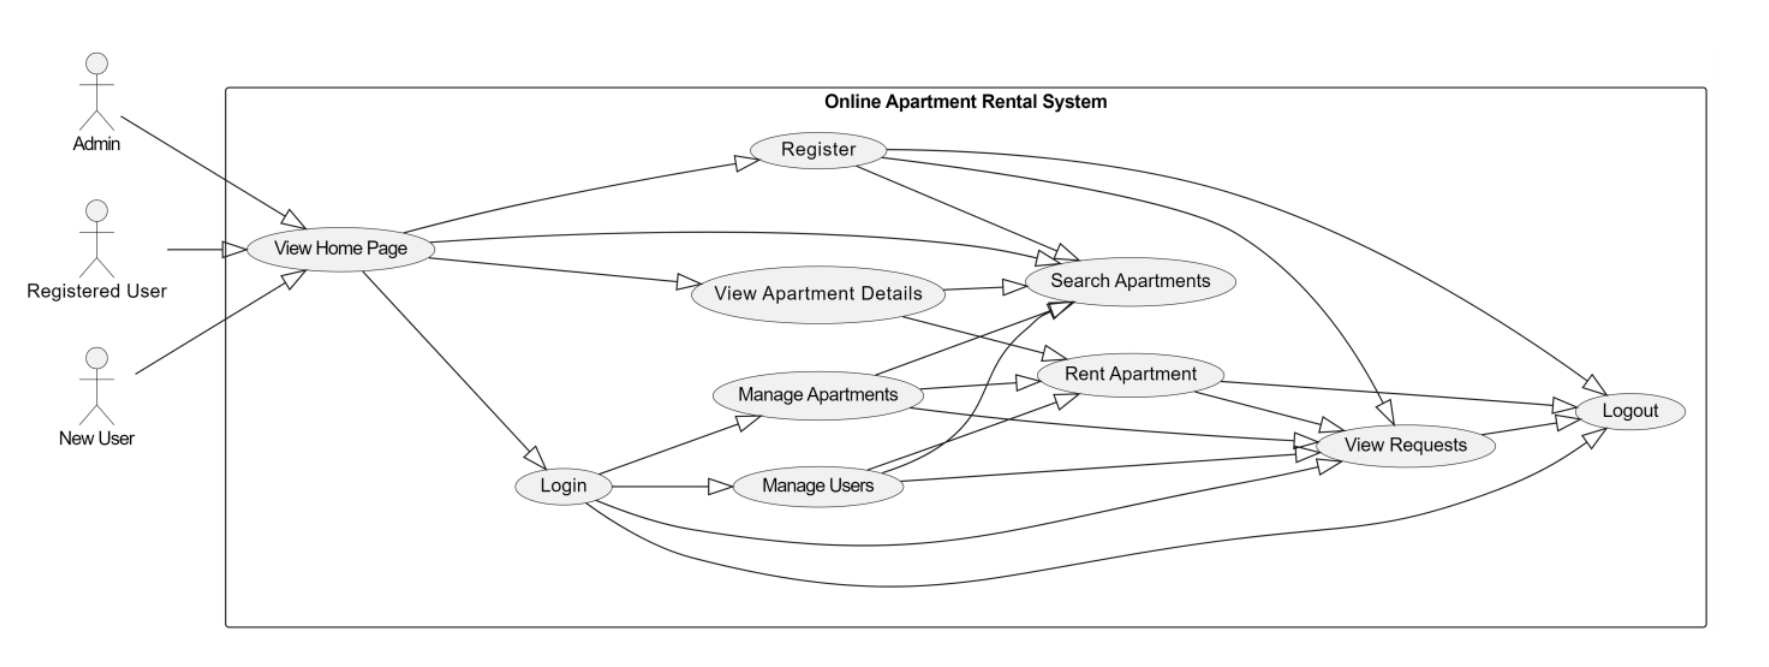 Online Apartment Rental System
Admin
Register
Registered User
View Home Page
Search Apartments
View Apartment Details
New User
Rent Apartment
Manage Apartments
Logout
View Requests
Login
Manage Users